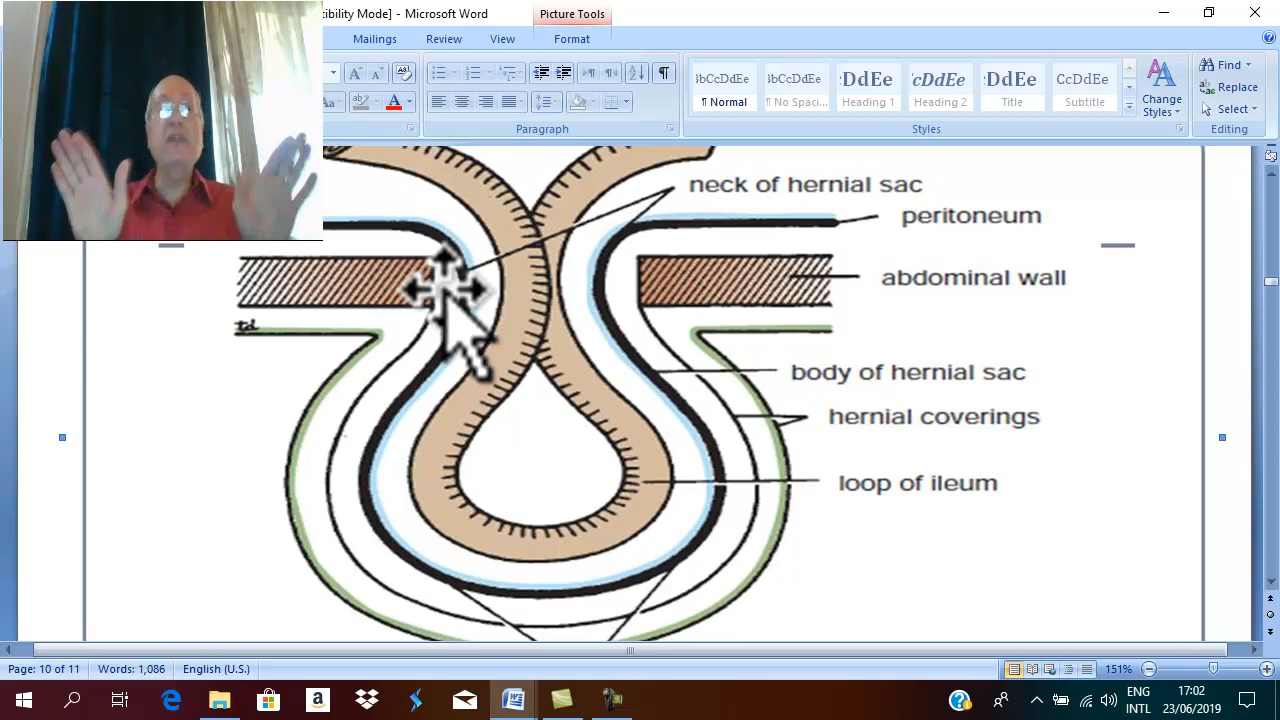 tibility Mode] - Microsoft Word
Picture Tools
Mailings
Review
View
Format
Find
Replace
Select
AaBbCcDdEe
¶ Normal
¶ No Spaci...
Heading 1
Heading 2
Title
Subtitle
Change
Styles
Paragraph
Styles
Editing
neck of hernial sac
peritoneum
abdominal wall
td
body of hernial sac
hernial coverings
loop of ileum
Page: 10 of 11
Words: 1,086
English (U.S.)
151%
ENG
INTL
17:02
23/06/2019